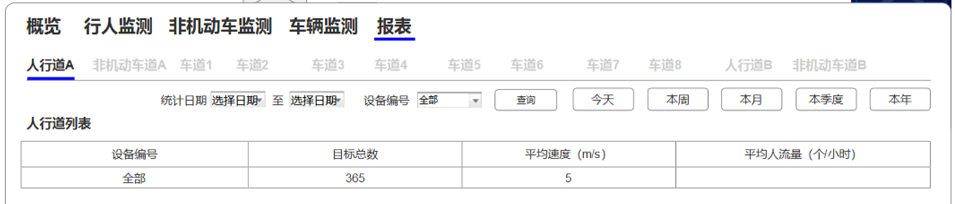 概览 行人监测 非机动车监测 车辆监测 报表
人行道A 非机动车道A 车道1 车道2 车道3 车道4 车道5 车道6 车道7 车道8 人行道B 非机动车道B
统计日期 选择日期 至 选择日期 设备编号 全部 查询 今天 本周 本月 本季度 本年
人行道列表
设备编号 目标总数 平均速度（m/s） 平均人流量（个/小时）
全部 365 5